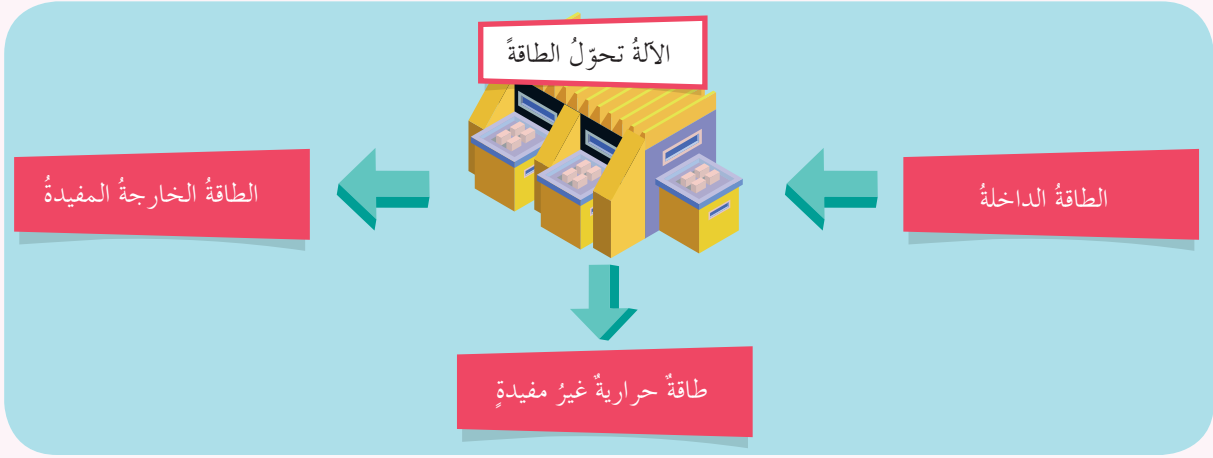 الآلةُ تحوّلُ الطاقةً
الطاقةُ الداخلةُ
الطاقةُ الخارجةُ المفيدةُ
طاقةٌ حراريةٌ غيرُ مفيدةٍ